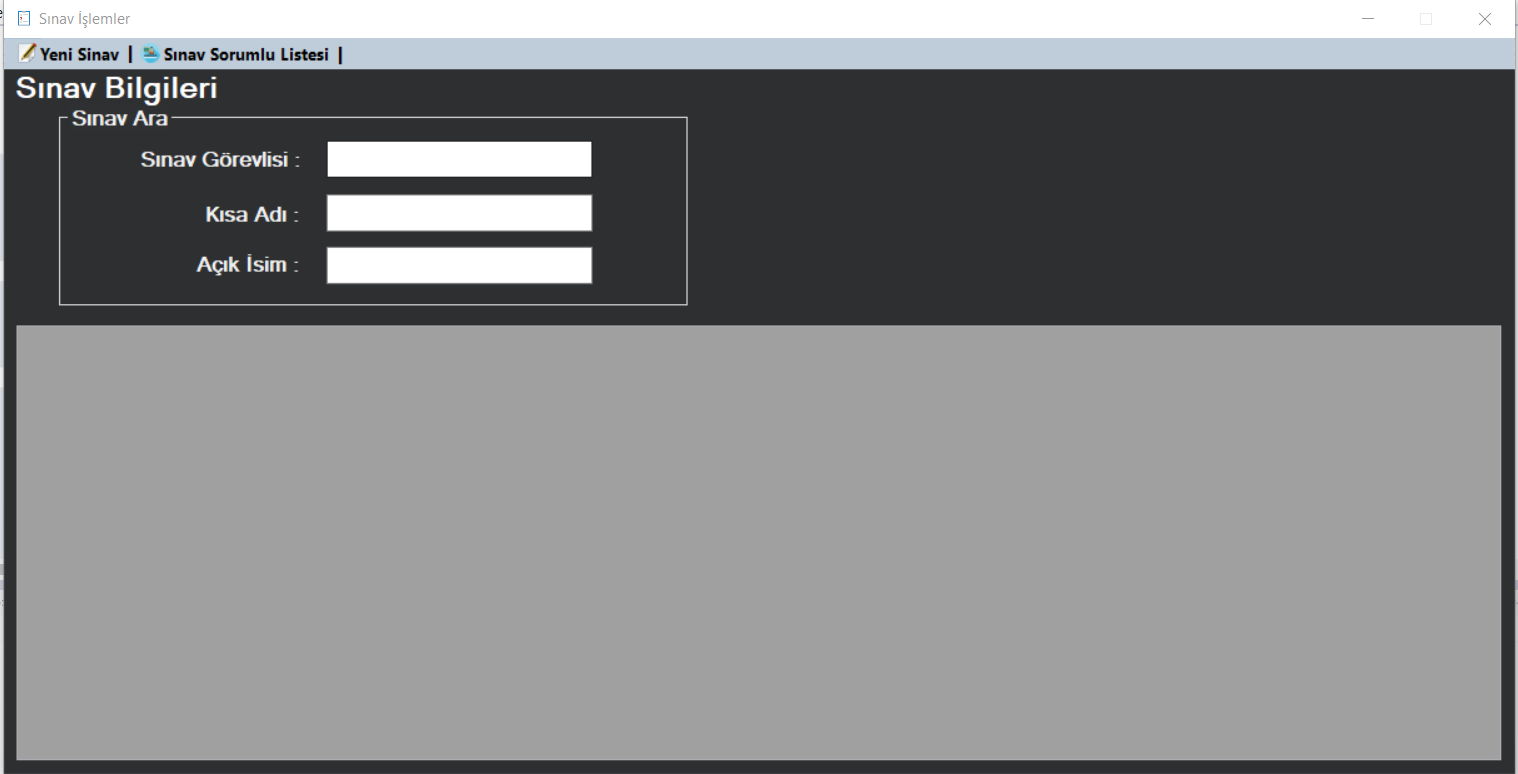 Sınav İşlemler
Yeni Sinav | Sınav Sorumlu Listesi |
Sınav Bilgileri
Sınav Ara
Sınav Görevlisi :
Kısa Adı :
Açık İsim :